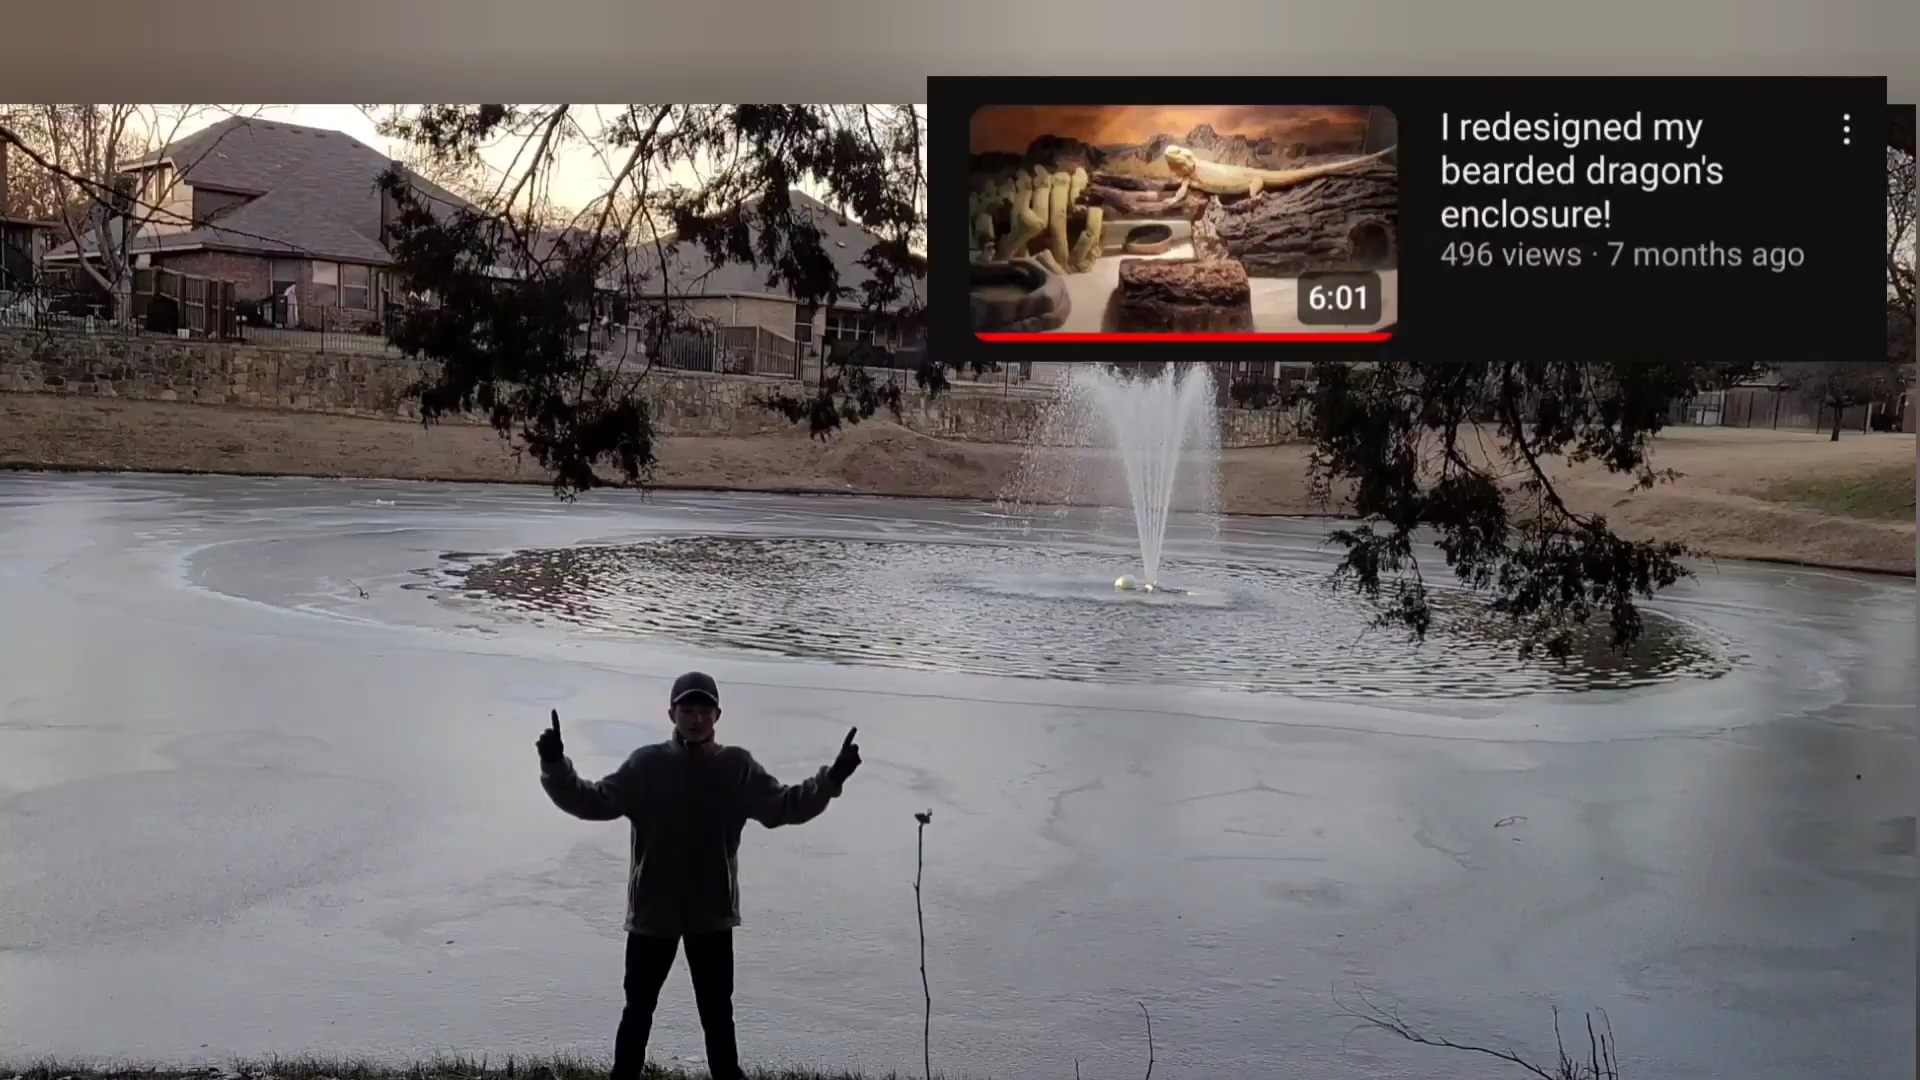 I redesigned my
bearded dragon's
enclosure!
496 views · 7 months ago
6:01